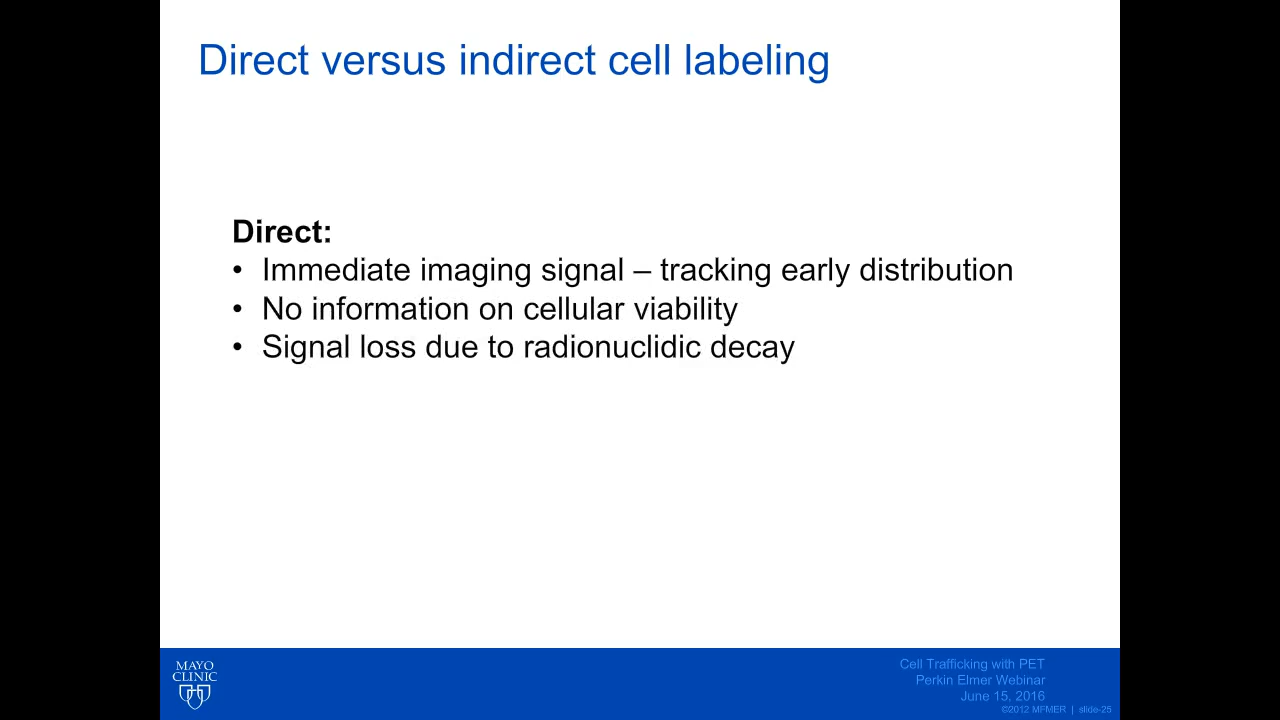 Direct versus indirect cell labeling
Direct:
• Immediate imaging signal – tracking early distribution
• No information on cellular viability
• Signal loss due to radionuclidic decay
MAYO
CLINIC
Cell Trafficking with PET
Perkin Elmer Webinar
June 15, 2016
©2012 MFMER | slide-25